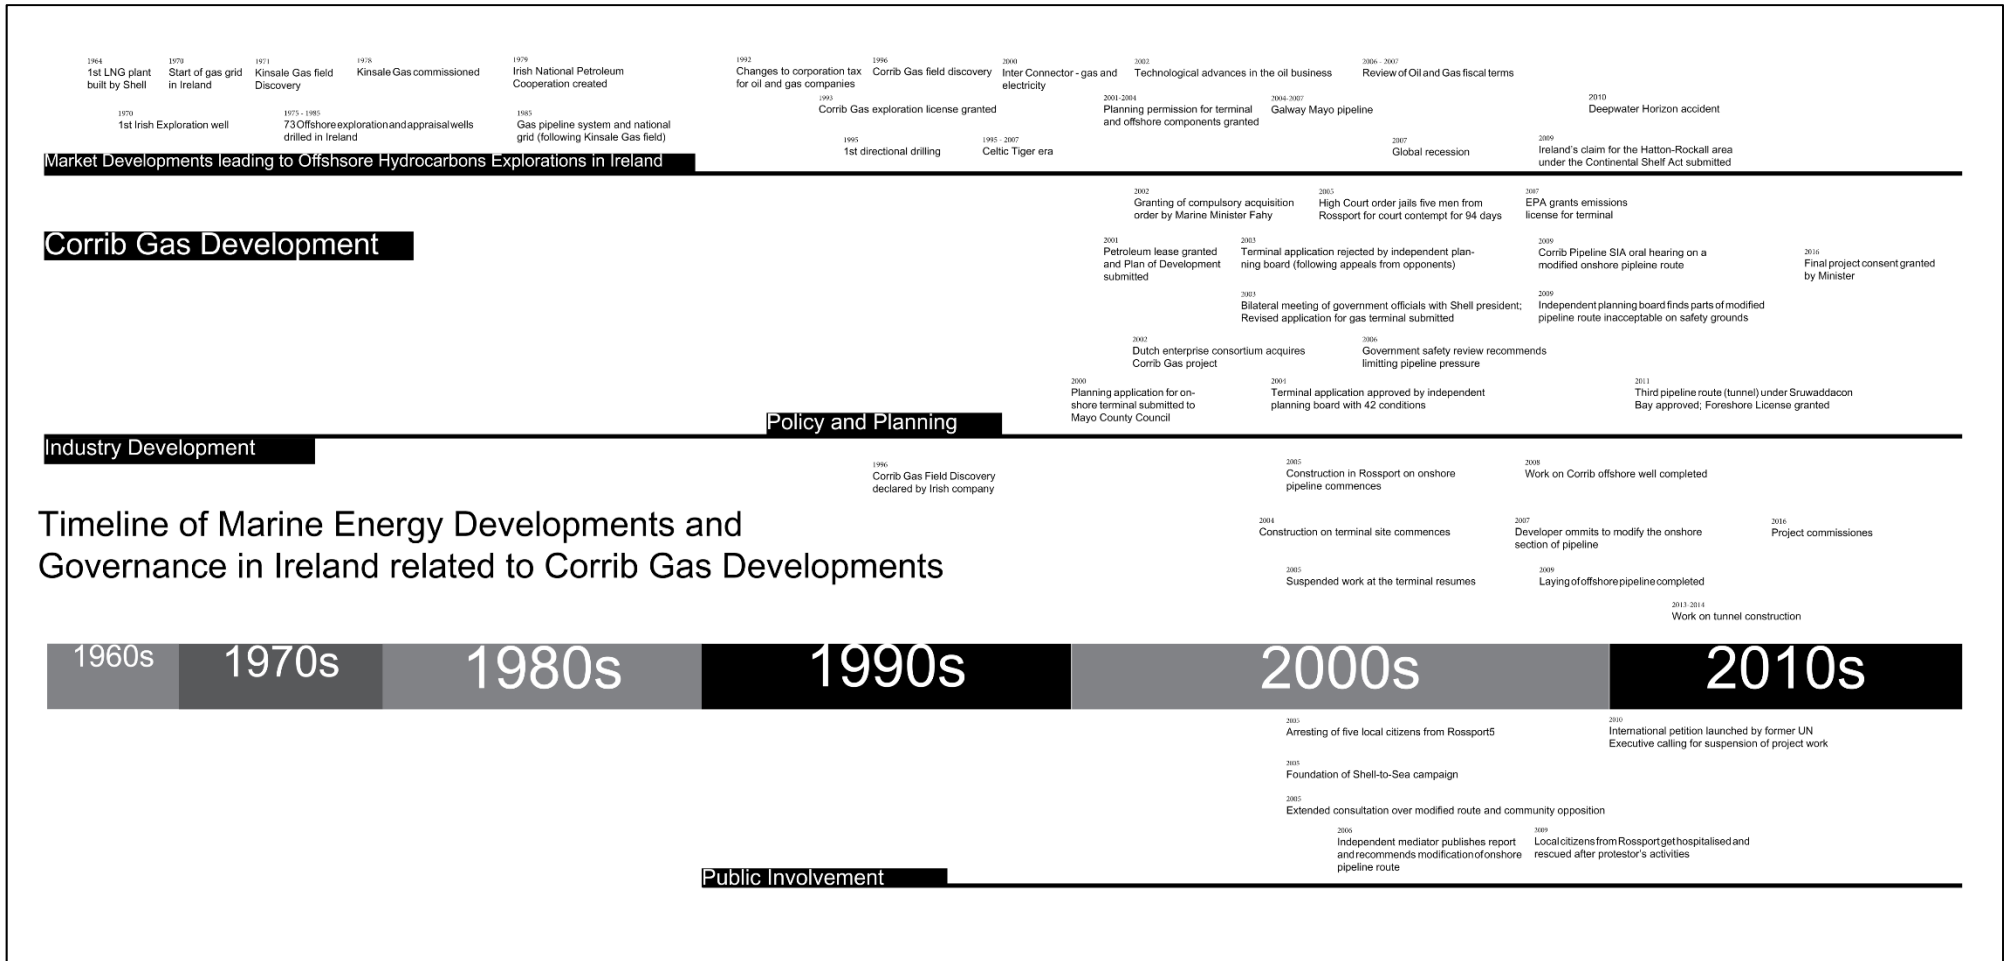 1964
1st LNG plant
built by Shell
1970
Start of gas grid
in Ireland
1971
Kinsale Gas field
Discovery
1978
Kinsale Gas commissioned
1979
Irish National Petroleum
Cooperation created
1992
Changes to corporation tax
for oil and gas companies
1996
Corrib Gas field discovery
2000
Inter Connector - gas and
electricity
2002
Technological advances in the oil business
2006 - 2007
Review of Oil and Gas fiscal terms
1970
1st Irish Exploration well
1975 - 1985
73 Offshore exploration and appraisal wells
drilled in Ireland
1985
Gas pipeline system and national
grid (following Kinsale Gas field)
1993
Corrib Gas exploration license granted
2001-2004
Planning permission for terminal
and offshore components granted
2004-2007
Galway Mayo pipeline
2010
Deepwater Horizon accident
1995
1st directional drilling
1995 - 2007
Celtic Tiger era
2007
Global recession
2009
Ireland's claim for the Hatton-Rockall area
under the Continental Shelf Act submitted
Market Developments leading to Offshsore Hydrocarbons Explorations in Ireland
2002
Granting of compulsory acquisition
order by Marine Minister Fahy
2005
High Court order jails five men from
Rossport for court contempt for 94 days
2007
EPA grants emissions
license for terminal
Corrib Gas Development
2001
Petroleum lease granted
and Plan of Development
submitted
2003
Terminal application rejected by independent plan-
ning board (following appeals from opponents)
2009
Corrib Pipeline SIA oral hearing on a
modified onshore pipleine route
2016
Final project consent granted
by Minister
2003
Bilateral meeting of government officials with Shell president;
Revised application for gas terminal submitted
2009
Independent planning board finds parts of modified
pipeline route inacceptable on safety grounds
2002
Dutch enterprise consortium acquires
Corrib Gas project
2006
Government safety review recommends
limitting pipeline pressure
2000
Planning application for on-
shore terminal submitted to
Mayo County Council
2004
Terminal application approved by independent
planning board with 42 conditions
2011
Third pipeline route (tunnel) under Sruwaddacon
Bay approved; Foreshore License granted
Policy and Planning
Industry Development
1996
Corrib Gas Field Discovery
declared by Irish company
2005
Construction in Rossport on onshore
pipeline commences
2008
Work on Corrib offshore well completed
Timeline of Marine Energy Developments and
Governance in Ireland related to Corrib Gas Developments
2004
Construction on terminal site commences
2007
Developer ommits to modify the onshore
section of pipeline
2016
Project commissiones
2005
Suspended work at the terminal resumes
2009
Laying of offshore pipeline completed
2013-2014
Work on tunnel construction
1960s
1970s
1980s
1990s
2000s
2010s
2005
Arresting of five local citizens from Rossport5
2010
International petition launched by former UN
Executive calling for suspension of project work
2005
Foundation of Shell-to-Sea campaign
2005
Extended consultation over modified route and community opposition
2006
Independent mediator publishes report
and recommends modification of onshore
pipeline route
2009
Local citizens from Rossport get hospitalised and
rescued after protestor's activities
Public Involvement